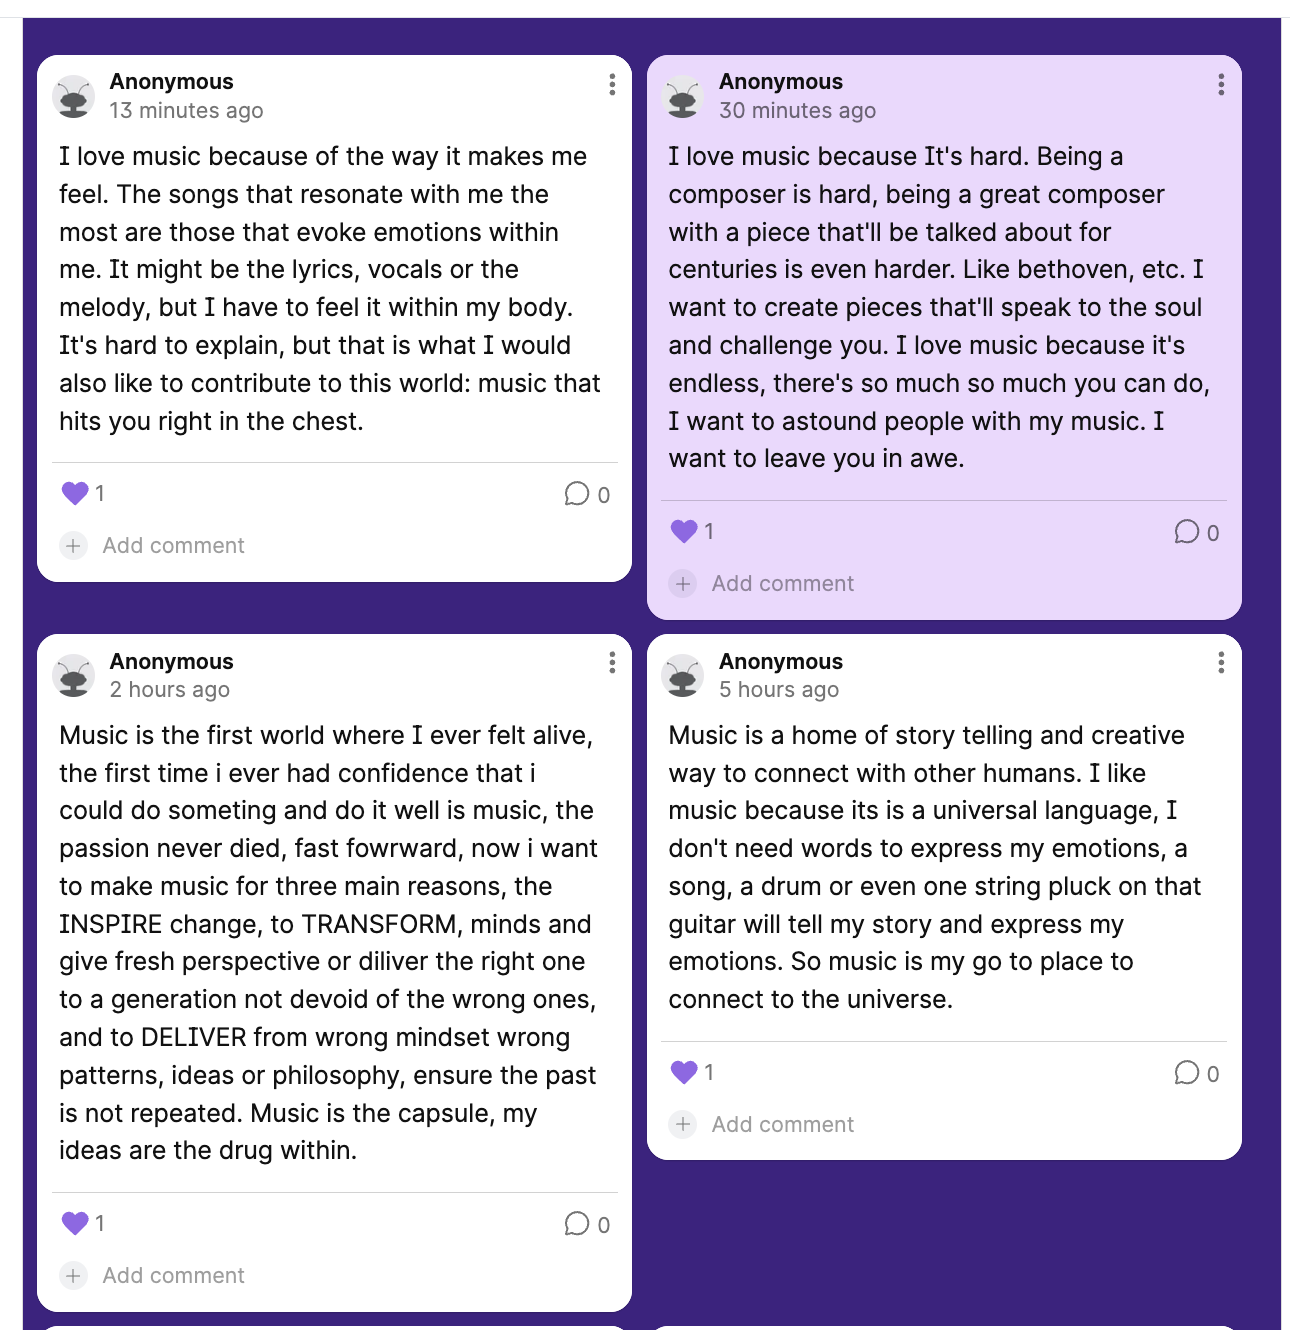 Anonymous
13 minutes ago
I love music because of the way it makes me
feel. The songs that resonate with me the
most are those that evoke emotions within
me. It might be the lyrics, vocals or the
melody, but I have to feel it within my body.
It's hard to explain, but that is what I would
also like to contribute to this world: music that
hits you right in the chest.
1
0
Add comment
Anonymous
30 minutes ago
I love music because It's hard. Being a
composer is hard, being a great composer
with a piece that'll be talked about for
centuries is even harder. Like bethoven, etc. I
want to create pieces that'll speak to the soul
and challenge you. I love music because it's
endless, there's so much so much you can do,
I want to astound people with my music. I
want to leave you in awe.
1
0
Add comment
Anonymous
2 hours ago
Music is the first world where I ever felt alive,
the first time i ever had confidence that i
could do someting and do it well is music, the
passion never died, fast fowrward, now i want
to make music for three main reasons, the
INSPIRE change, to TRANSFORM, minds and
give fresh perspective or diliver the right one
to a generation not devoid of the wrong ones,
and to DELIVER from wrong mindset wrong
patterns, ideas or philosophy, ensure the past
is not repeated. Music is the capsule, my
ideas are the drug within.
1
0
Add comment
Anonymous
5 hours ago
Music is a home of story telling and creative
way to connect with other humans. I like
music because its is a universal language, I
don't need words to express my emotions, a
song, a drum or even one string pluck on that
guitar will tell my story and express my
emotions. So music is my go to place to
connect to the universe.
1
0
Add comment